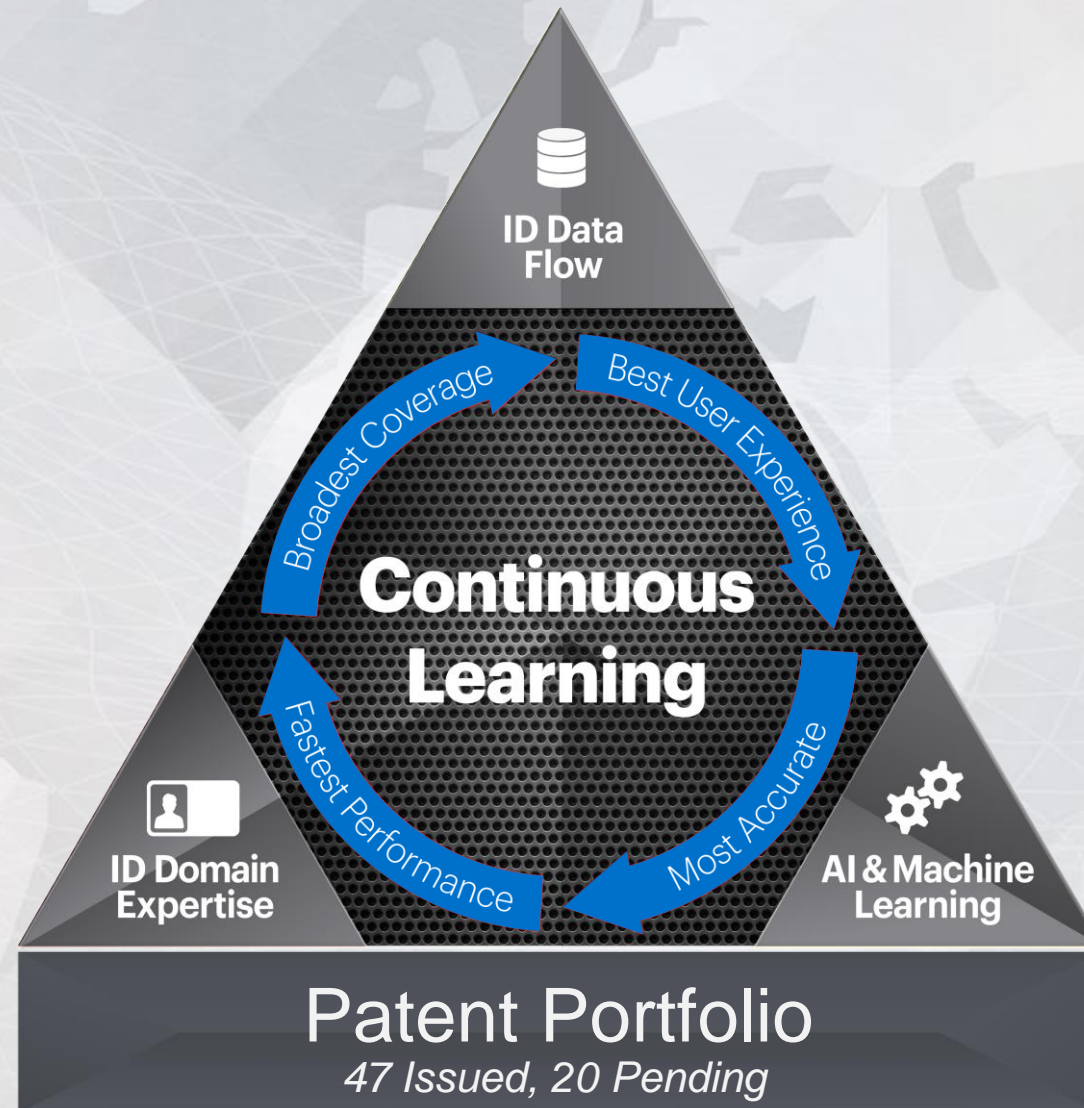 ID Data
Flow
Broadest Coverage
Best User Experience
Continuous
Learning
Fastest Performance
Most Accurate
ID Domain
Expertise
AI & Machine
Learning
Patent Portfolio
47 Issued, 20 Pending